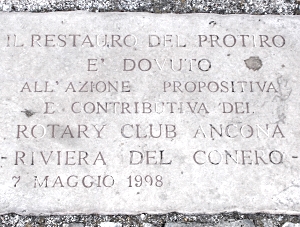 IL RESTAURO DEL PROTIRO
E' DOVUTO
ALL'AZIONE PROPOSITIVA
E CONTRIBUTIVA DEL
ROTARY CLUB ANCONA
- RIVIERA DEL CONERO -
7 MAGGIO 1998